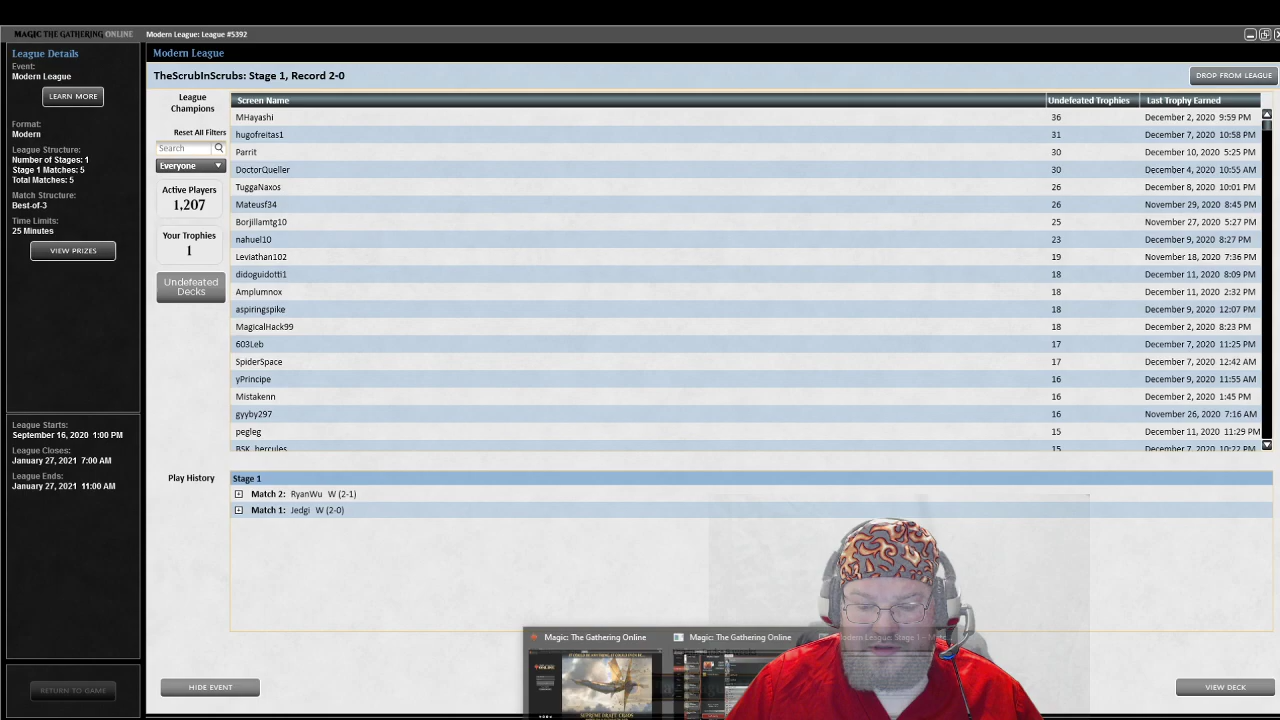 MAGIC THE GATHERING ONLINE
Modern League: League #5392
League Details
Event:
Modern League
LEARN MORE
Format:
Modern
League Structure:
Number of Stages: 1
Stage 1 Matches: 5
Total Matches: 5
Match Structure:
Best-of-3
Time Limits:
25 Minutes
VIEW PRIZES
League Starts:
September 16, 2020 1:00 PM
League Closes:
January 27, 2021 7:00 AM
League Ends:
January 27, 2021 11:00 AM
RETURN TO GAME
Modern League
TheScrubInScrubs: Stage 1, Record 2-0
DROP FROM LEAGUE
League
Champions
Reset All Filters
Search
Everyone
Active Players
1,207
Your Trophies
1
Undefeated
Decks
Screen Name Undefeated Trophies Last Trophy Earned
MHayashi 36 December 2, 2020 9:59 PM
hugofreitas1 31 December 7, 2020 10:58 PM
Parrit 30 December 10, 2020 5:25 PM
DoctorQueller 30 December 4, 2020 10:55 AM
TuggaNaxos 26 December 8, 2020 10:01 PM
Mateusf34 26 November 29, 2020 8:45 PM
Borjillamtg10 25 November 27, 2020 5:27 PM
nahuel10 23 December 9, 2020 8:27 PM
Leviathan102 19 November 18, 2020 7:36 PM
didoguidotti1 18 December 11, 2020 8:09 PM
Amplumnox 18 December 11, 2020 2:32 PM
aspiringspike 18 December 9, 2020 12:07 PM
MagicalHack99 18 December 2, 2020 8:23 PM
603Leb 17 December 7, 2020 11:25 PM
SpiderSpace 17 December 7, 2020 12:42 AM
yPrincipe 16 December 9, 2020 11:55 AM
Mistakenn 16 December 2, 2020 1:45 PM
gyyby297 16 November 26, 2020 7:16 AM
pegleg 15 December 11, 2020 11:29 PM
BSK_hercules 15 December 7, 2020 10:22 PM
Play History
Stage 1
Match 2: RyanWu W (2-1)
Match 1: Jedgi W (2-0)
Magic: The Gathering Online
Magic: The Gathering Online
Modern League: Stage 1 –
HIDE EVENT
VIEW DECK